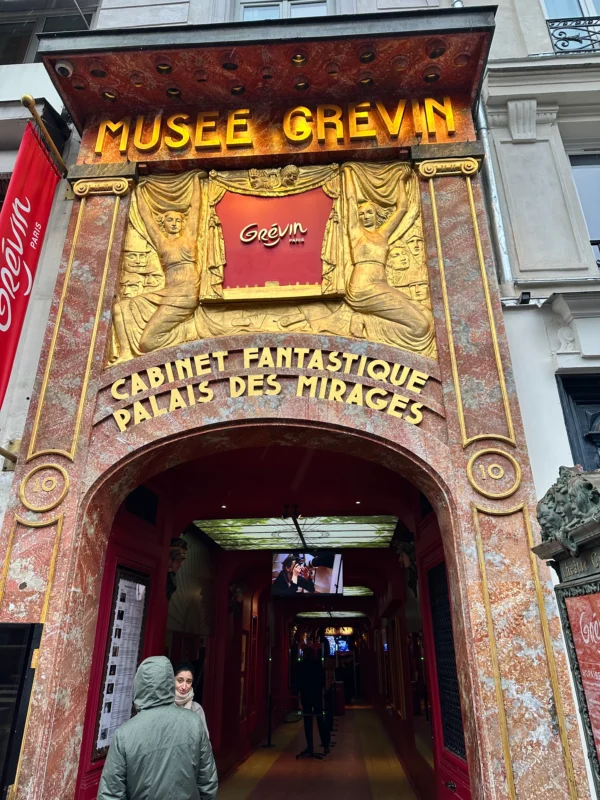 MUSEE GREVIN
Grévin
PARIS
Grévin
PARIS
CABINET FANTASTIQUE
PALAIS DES MIRAGES
10
10